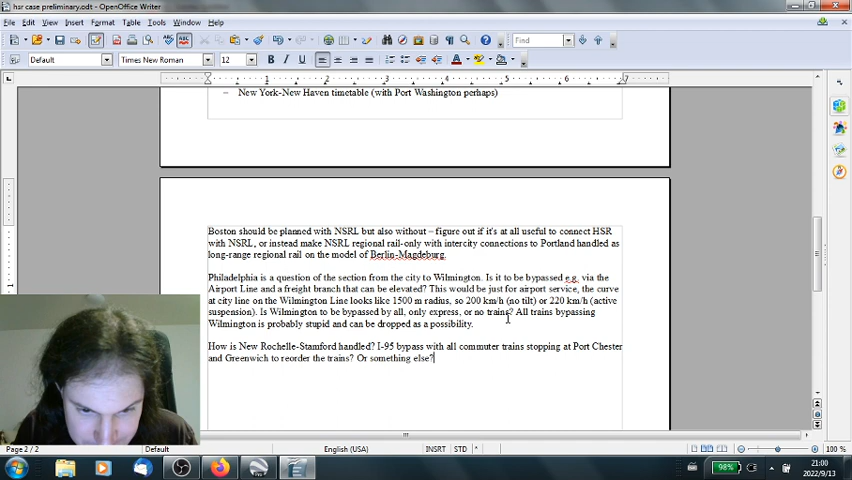 hsr case preliminary.odt - OpenOffice Writer
File Edit View Insert Format Table Tools Window Help
Find
Default Times New Roman 12
1 2 3 4 5 6 7
– New York-New Haven timetable (with Port Washington perhaps)
Boston should be planned with NSRL but also without – figure out if it's at all useful to connect HSR
with NSRL, or instead make NSRL regional rail-only with intercity connections to Portland handled as
long-range regional rail on the model of Berlin-Magdeburg.
Philadelphia is a question of the section from the city to Wilmington. Is it to be bypassed e.g. via the
Airport Line and a freight branch that can be elevated? This would be just for airport service, the curve
at city line on the Wilmington Line looks like 1500 m radius, so 200 km/h (no tilt) or 220 km/h (active
suspension). Is Wilmington to be bypassed by all, only express, or no trains? All trains bypassing
Wilmington is probably stupid and can be dropped as a possibility.
How is New Rochelle-Stamford handled? I-95 bypass with all commuter trains stopping at Port Chester
and Greenwich to reorder the trains? Or something else?
Page 2 / 2 Default English (USA) INSRT STD * 100 %
98% 21:00
2022/9/13